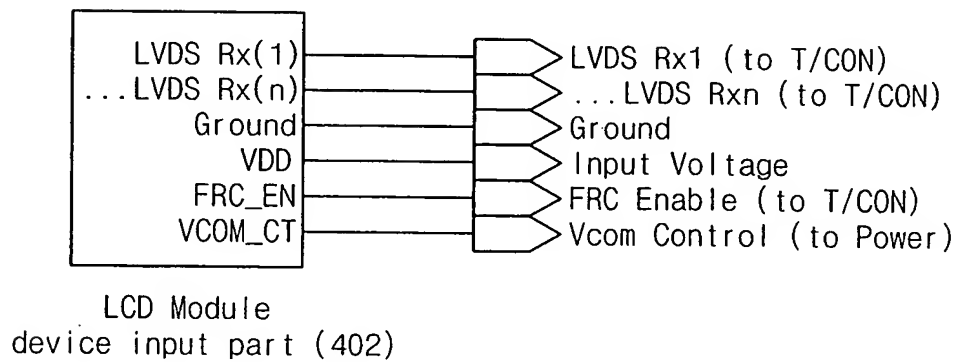 LVDS Rx(1) LVDS Rx1 (to T/CON)
...LVDS Rx(n) ...LVDS Rxn (to T/CON)
Ground Ground
VDD Input Voltage
FRC_EN FRC Enable (to T/CON)
VCOM_CT Vcom Control (to Power)
LCD Module
device input part (402)